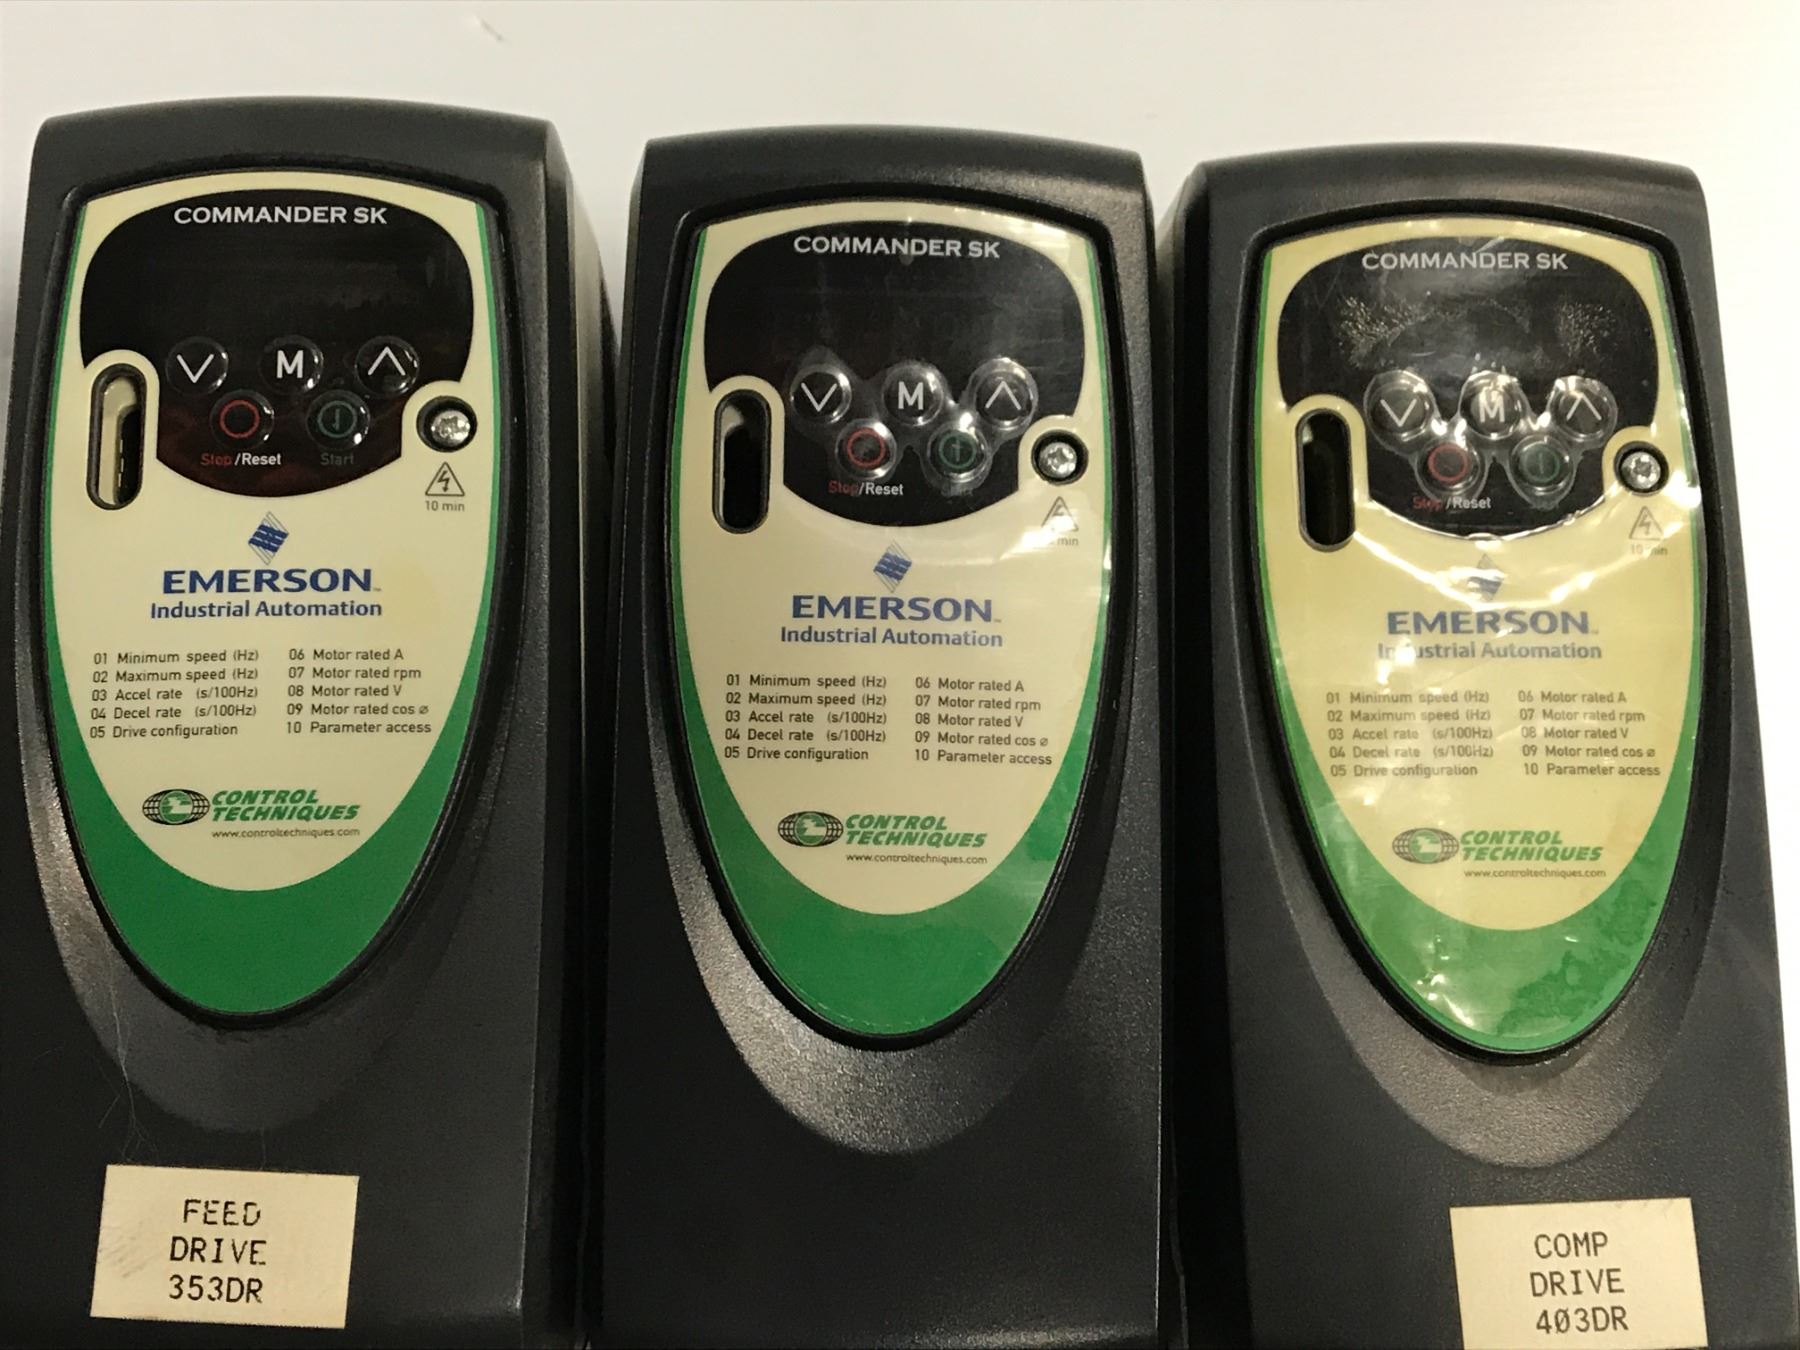 COMMANDER SK
M
Stop/Reset Start
10 min
EMERSON™
Industrial Automation
01 Minimum speed (Hz) 06 Motor rated A
02 Maximum speed (Hz) 07 Motor rated rpm
03 Accel rate (s/100Hz) 08 Motor rated V
04 Decel rate (s/100Hz) 09 Motor rated cos ø
05 Drive configuration 10 Parameter access
CONTROL
TECHNIQUES
www.controltechniques.com
FEED
DRIVE
353DR
COMMANDER SK
M
Stop/Reset
min
EMERSON™
Industrial Automation
01 Minimum speed (Hz) 06 Motor rated A
02 Maximum speed (Hz) 07 Motor rated rpm
03 Accel rate (s/100Hz) 08 Motor rated V
04 Decel rate (s/100Hz) 09 Motor rated cos ø
05 Drive configuration 10 Parameter access
CONTROL
TECHNIQUES
www.controltechniques.com
COMMANDER SK
M
Stop/Reset
10 min
EMERSON™
Industrial Automation
01 Minimum speed (Hz) 06 Motor rated A
02 Maximum speed (Hz) 07 Motor rated rpm
03 Accel rate (s/100Hz) 08 Motor rated V
04 Decel rate (s/100Hz) 09 Motor rated cos ø
05 Drive configuration 10 Parameter access
CONTROL
TECHNIQUES
www.controltechniques.com
COMP
DRIVE
403DR